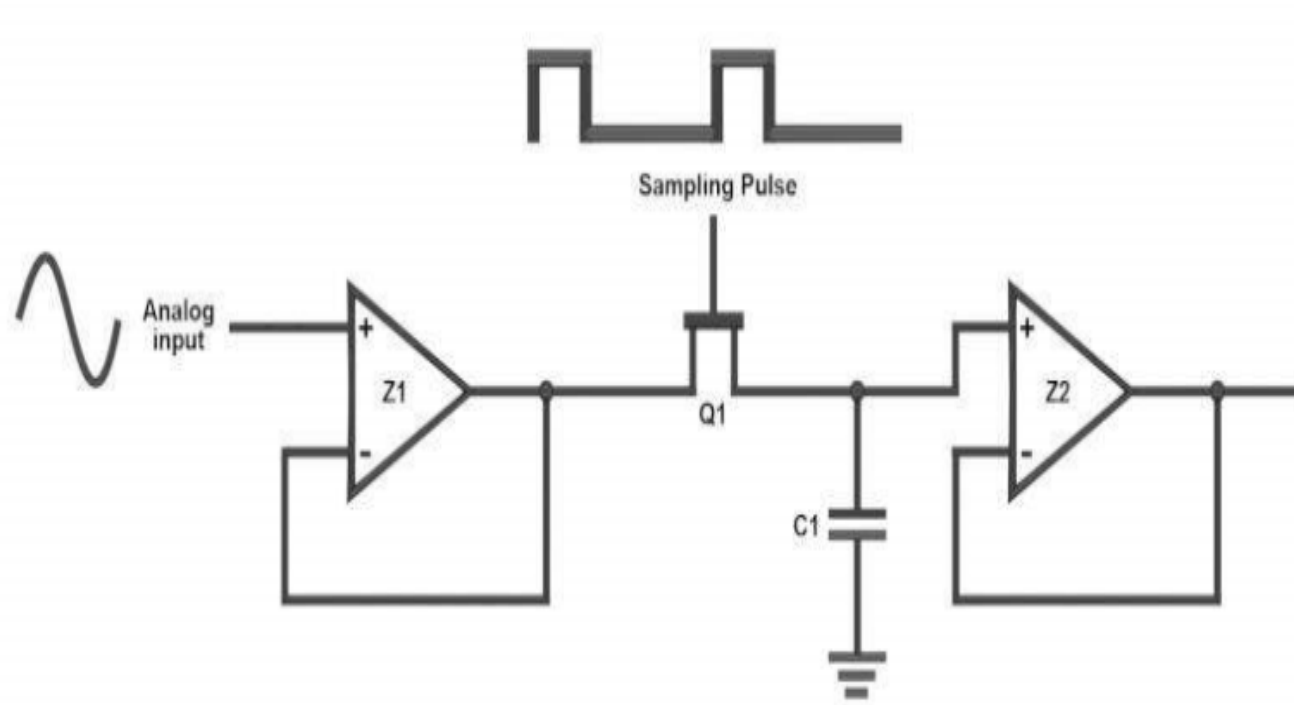 Sampling Pulse
Analog
input
+
Z1
-
Q1
C1
+
Z2
-